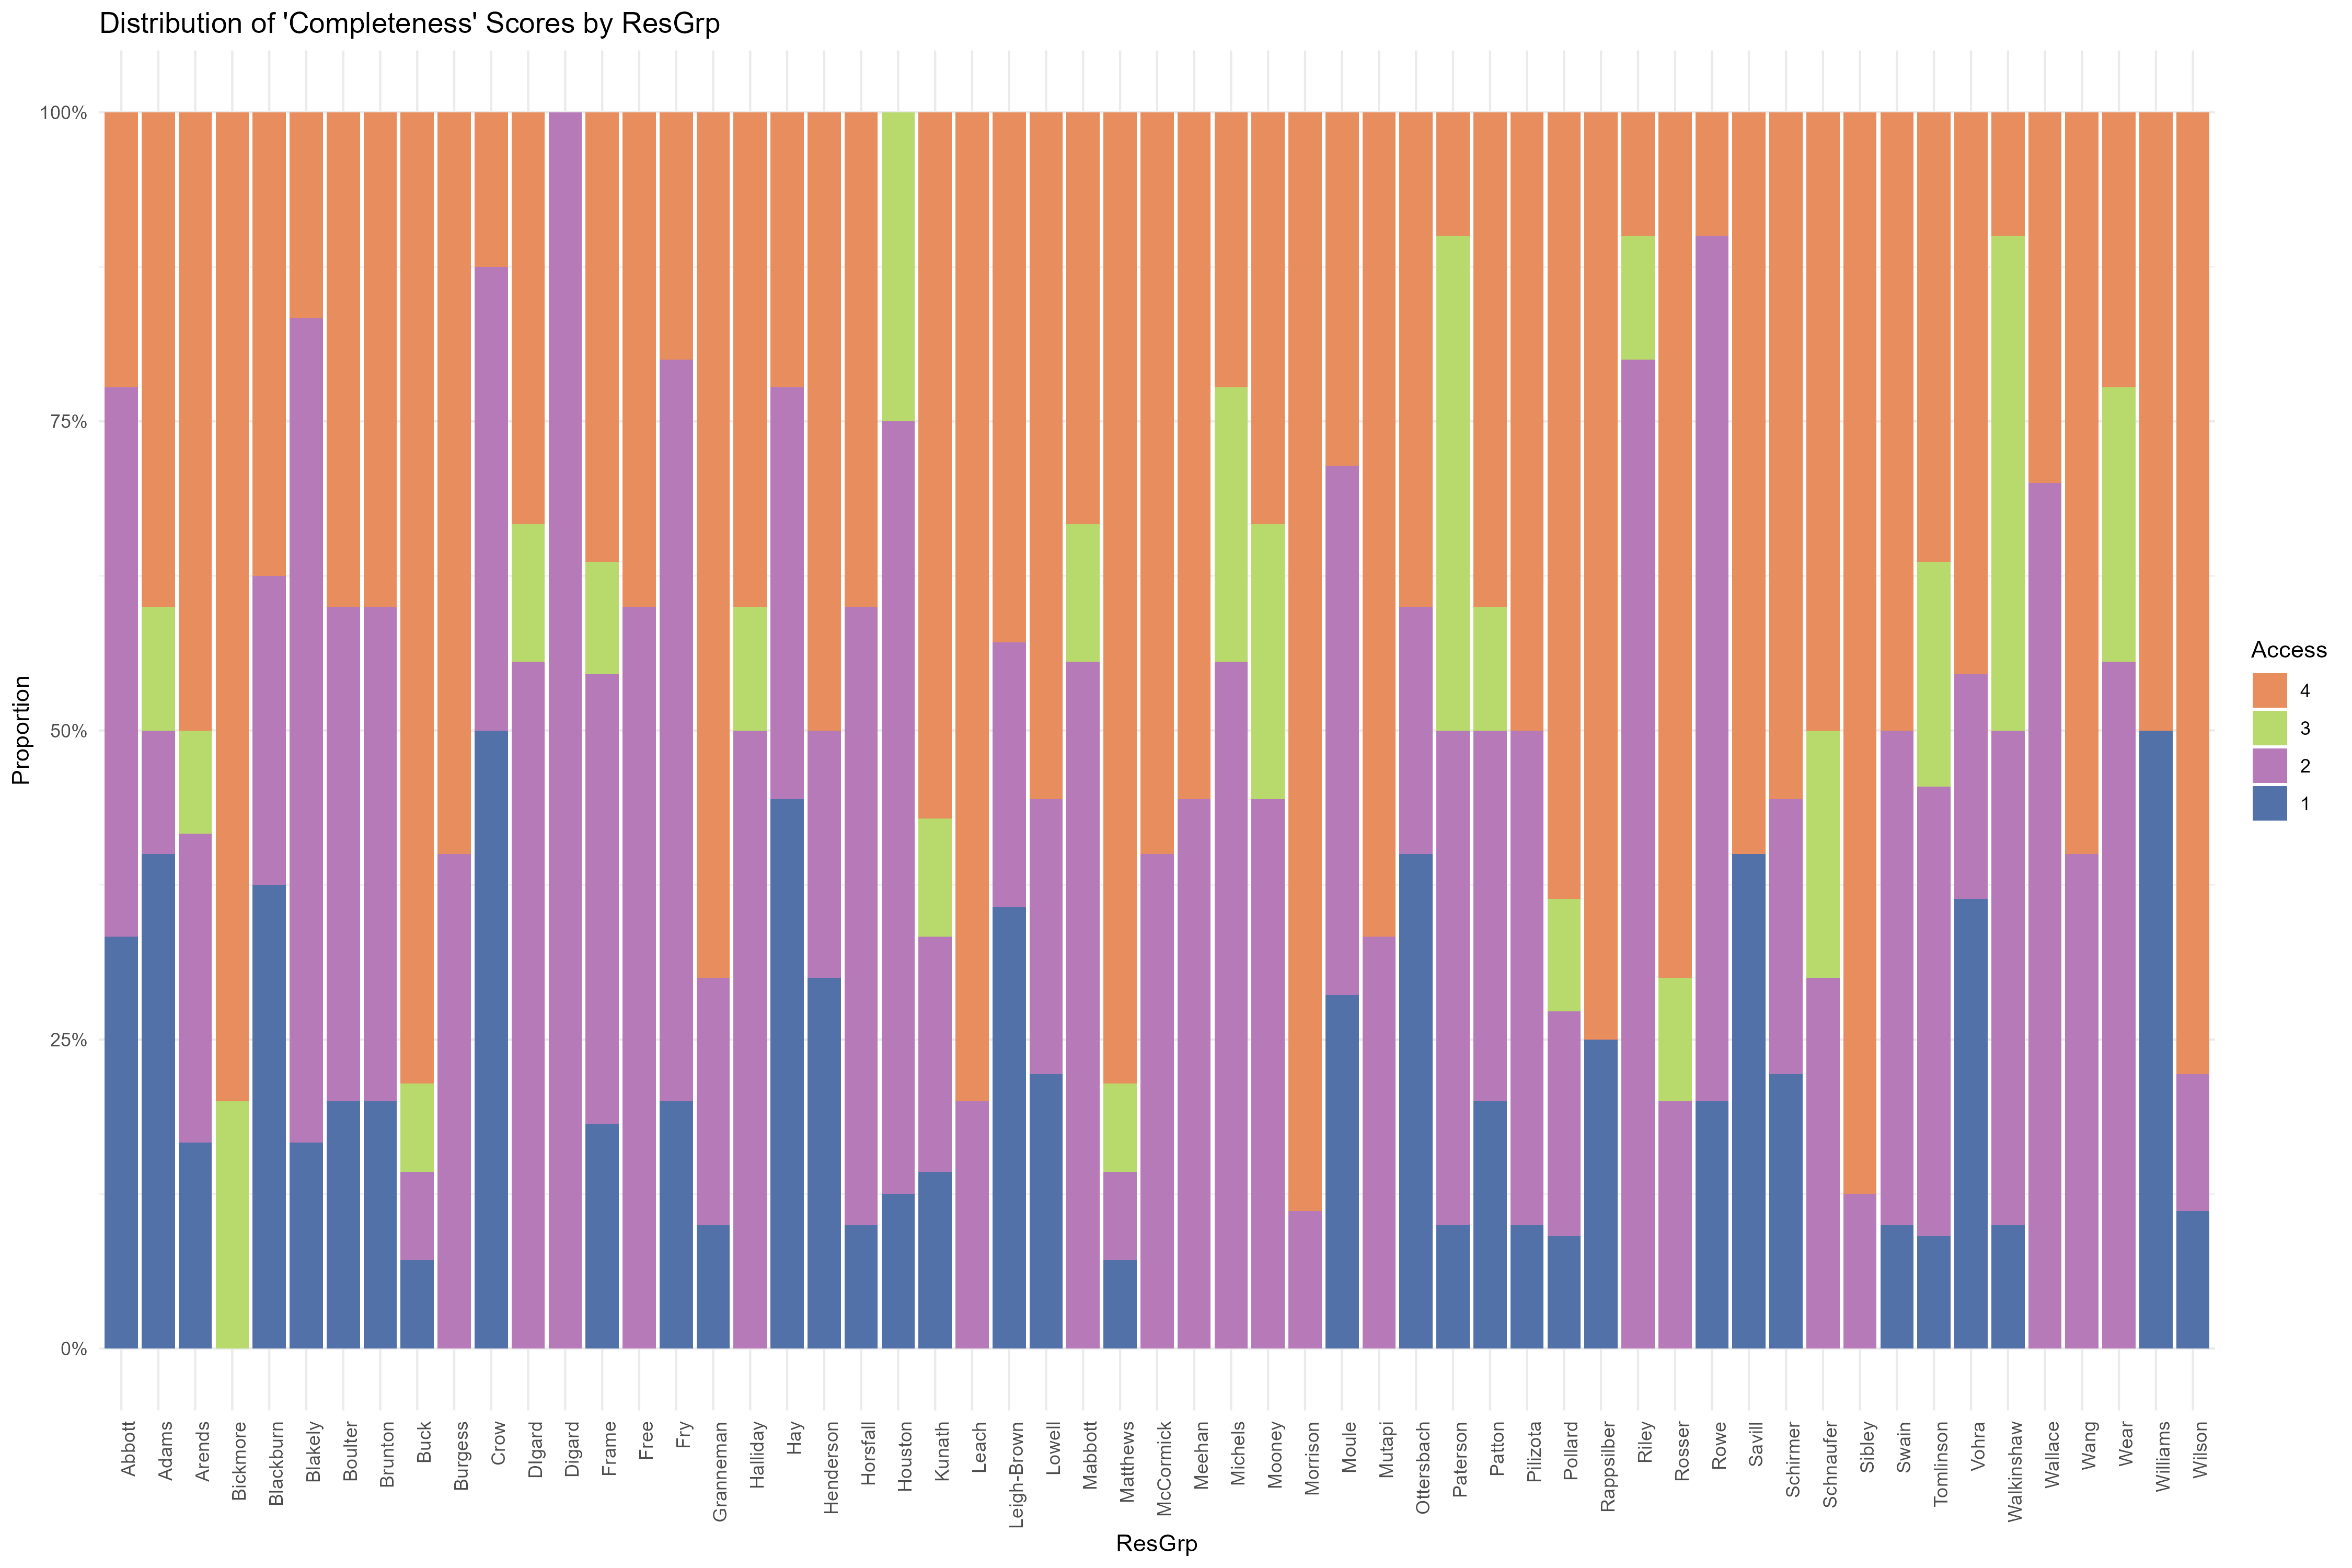 Distribution of 'Completeness' Scores by ResGrp
100%
75%
50%
25%
0%
Proportion
Abbott
Adams
Arends
Bickmore
Blackburn
Blakely
Boulter
Brunton
Buck
Burgess
Crow
DIgard
Digard
Frame
Free
Fry
Granneman
Halliday
Hay
Henderson
Horsfall
Houston
Kunath
Leach
Leigh-Brown
Lowell
Mabbott
Matthews
McCormick
Meehan
Michels
Mooney
Morrison
Moule
Mutapi
Ottersbach
Paterson
Patton
Pilizota
Pollard
Rappsilber
Riley
Rosser
Rowe
Savill
Schirmer
Schnaufer
Sibley
Swain
Tomlinson
Vohra
Walkinshaw
Wallace
Wang
Wear
Williams
Wilson
ResGrp
Access
4
3
2
1